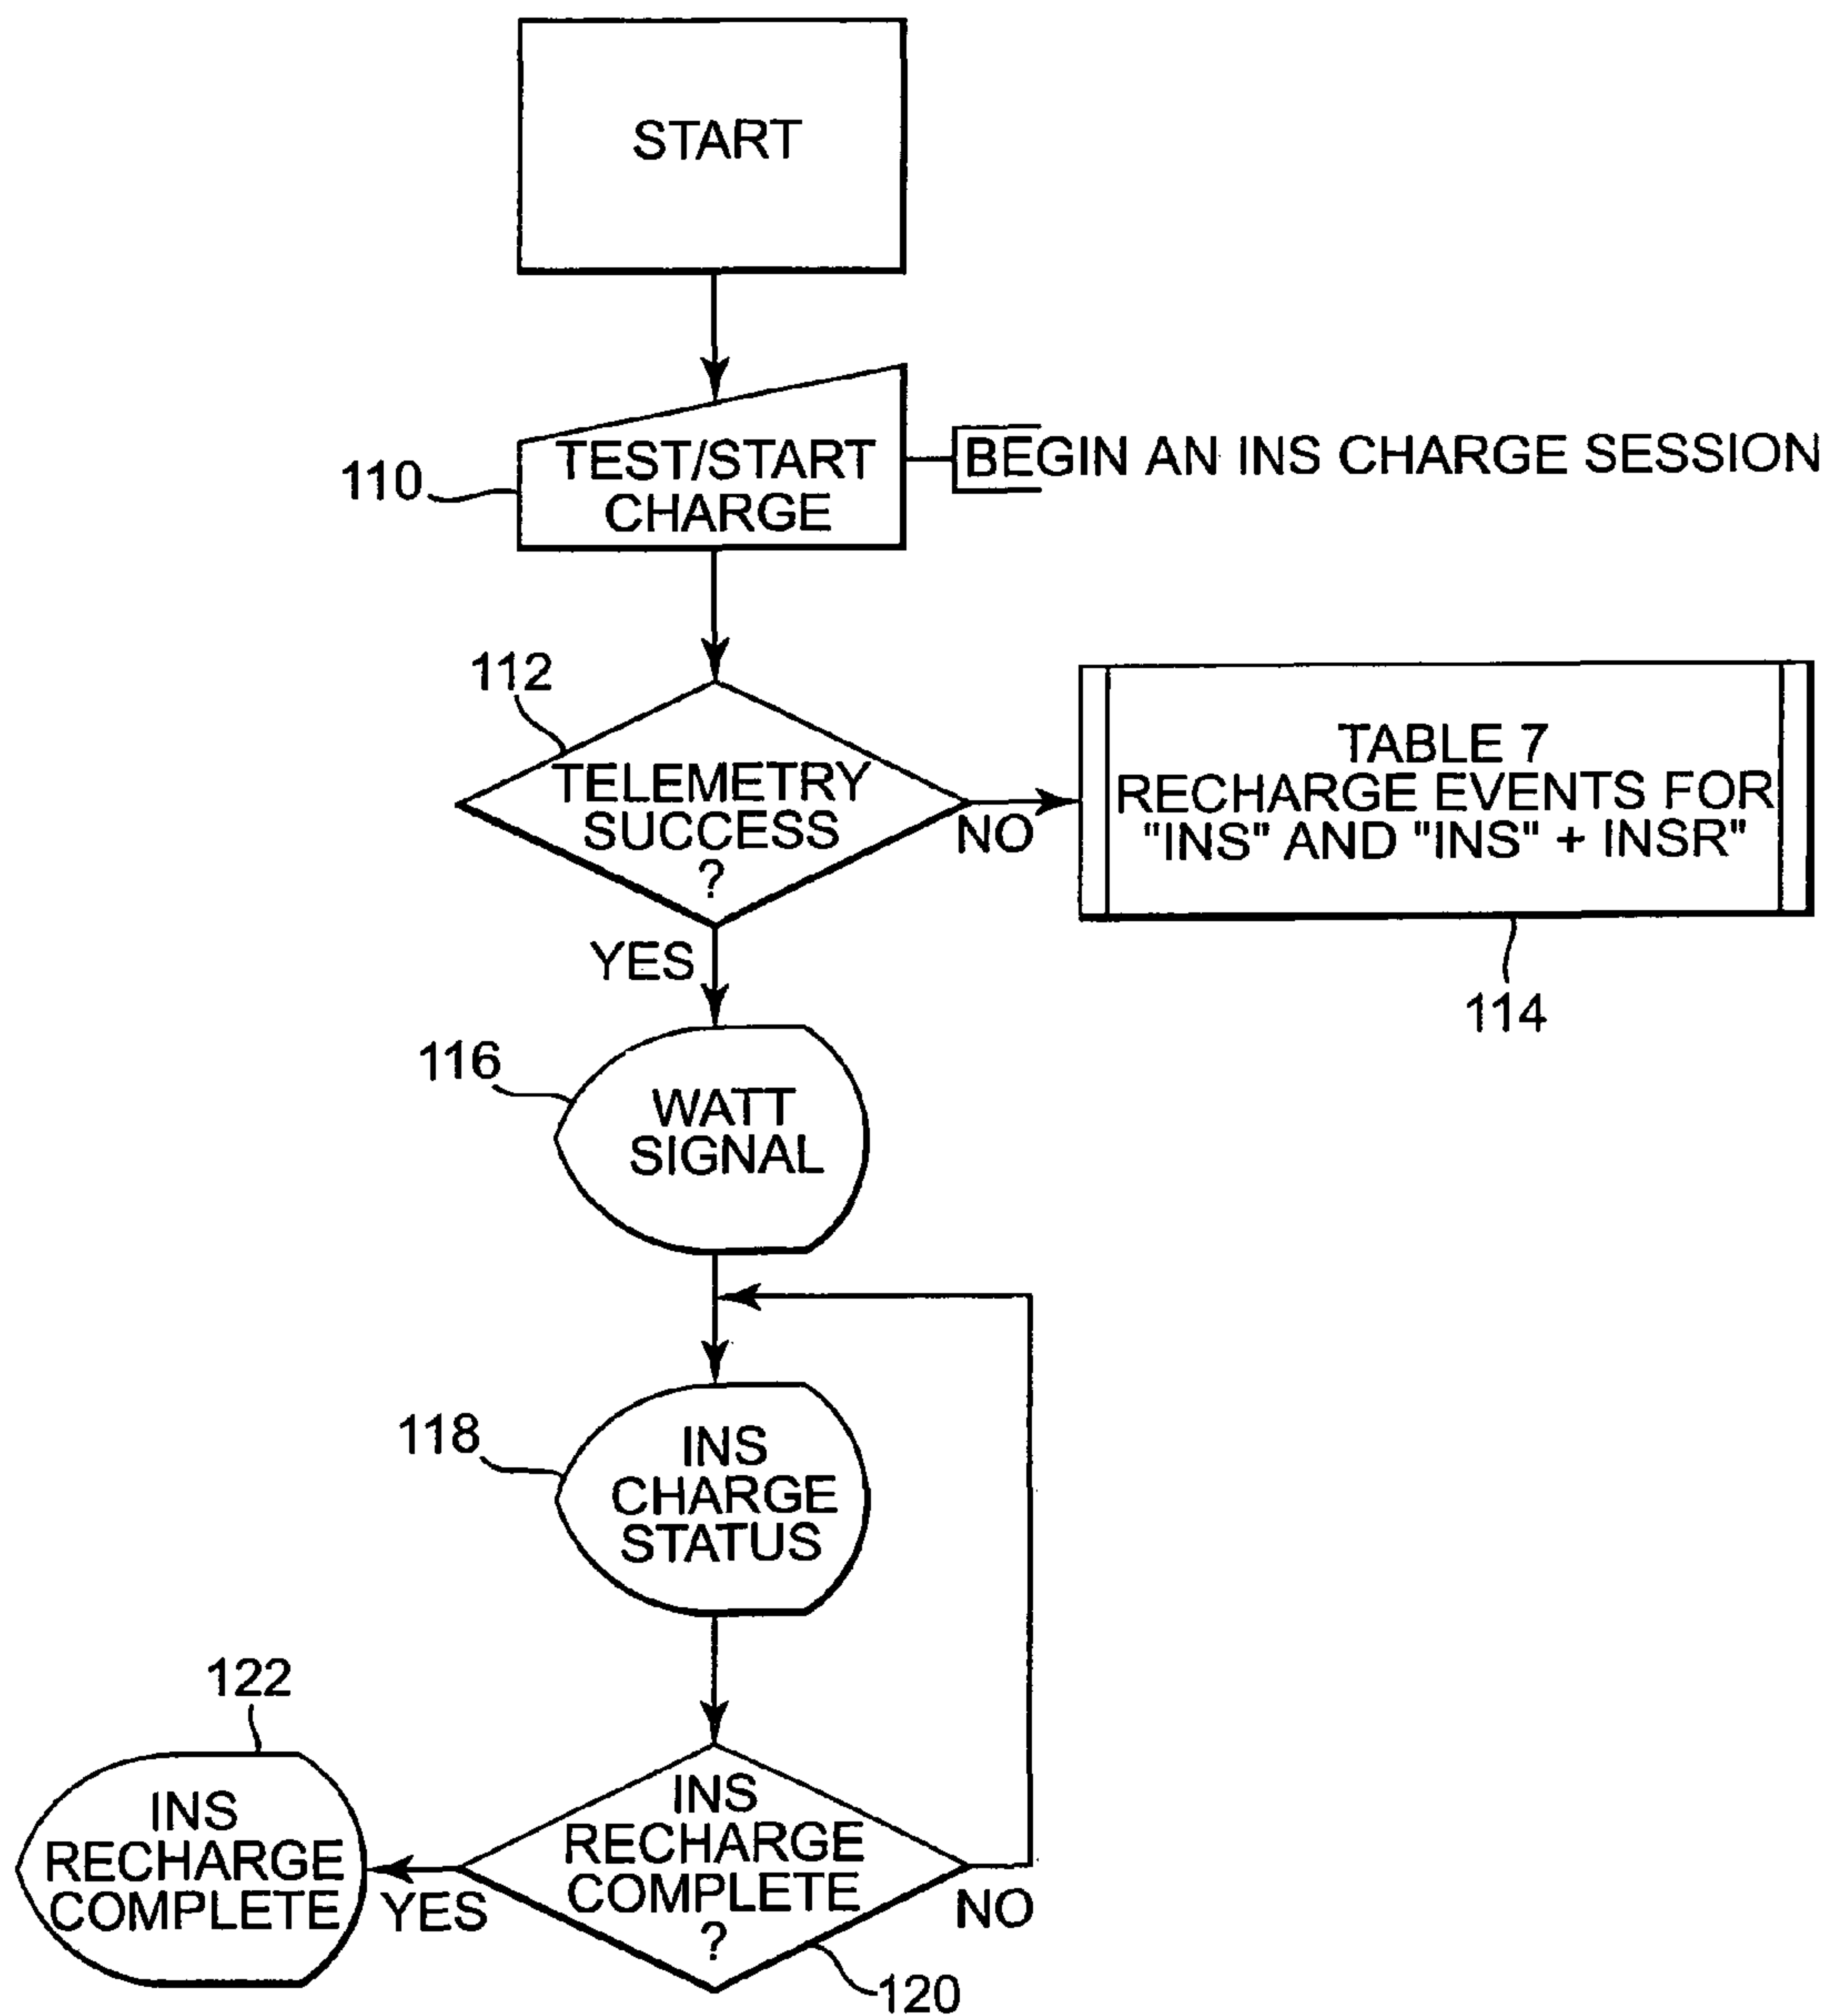 START
TEST/START
CHARGE
110
BEGIN AN INS CHARGE SESSION
112
TELEMETRY
SUCCESS
?
NO
TABLE 7
RECHARGE EVENTS FOR
"INS" AND "INS" + INSR"
114
YES
116
WATT
SIGNAL
118
INS
CHARGE
STATUS
122
INS
RECHARGE
COMPLETE
YES
INS
RECHARGE
COMPLETE
?
NO
120